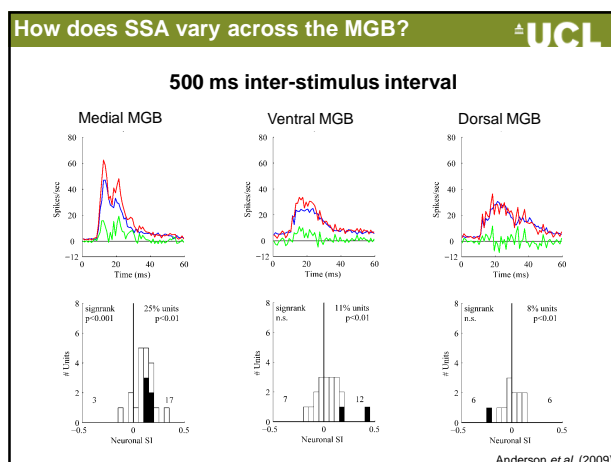 How does SSA vary across the MGB?
UCL
500 ms inter-stimulus interval
Medial MGB
Ventral MGB
Dorsal MGB
80
60
40
20
0
−12
Spikes/sec
0 20 40 60
Time (ms)
80
60
40
20
0
−12
Spikes/sec
0 20 40 60
Time (ms)
80
60
40
20
0
−12
Spikes/sec
0 20 40 60
Time (ms)
signrank 25% units
p<0.001 p<0.01
8
6
4
2
0
# Units
3 17
−0.5 0 0.5
Neuronal SI
signrank 11% units
n.s. p<0.01
8
6
4
2
0
# Units
7 12
−0.5 0 0.5
Neuronal SI
signrank 8% units
n.s. p<0.01
8
6
4
2
0
# Units
6 6
−0.5 0 0.5
Neuronal SI
Anderson et al. (2009)